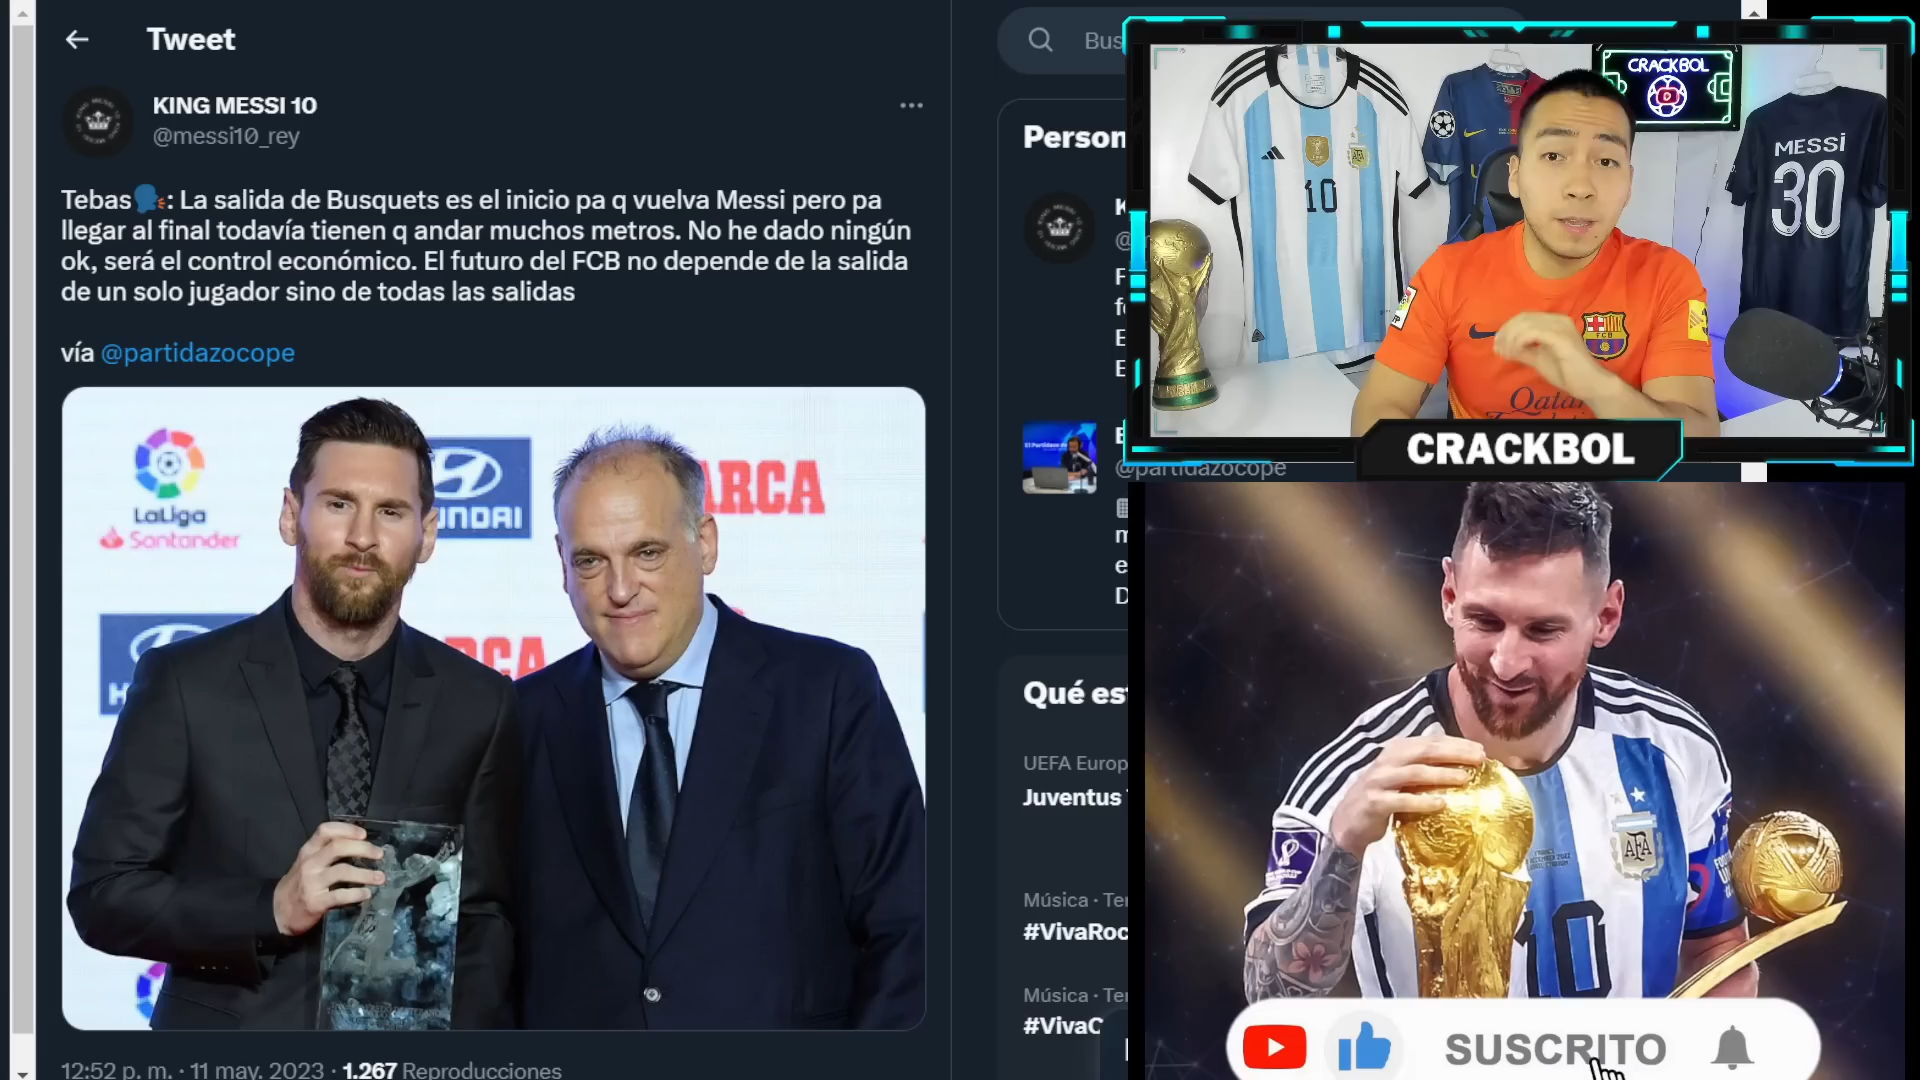 Tweet
KING MESSI 10
@messi10_rey
Tebas🗣: La salida de Busquets es el inicio pa q vuelva Messi pero pa
llegar al final todavía tienen q andar muchos metros. No he dado ningún
ok, será el control económico. El futuro del FCB no depende de la salida
de un solo jugador sino de todas las salidas
vía @partidazocope
LaLiga
Santander
12:52 p. m. · 11 may. 2023 · 1.267 Reproducciones
@partidazocope
UEFA Europ
Juventus
Música · Te
#VivaRoc
Música · Te
#VivaC
CRACKBOL
10
MESSI
30
FCB
Qatar
CRACKBOL
AFA
10
SUSCRITO